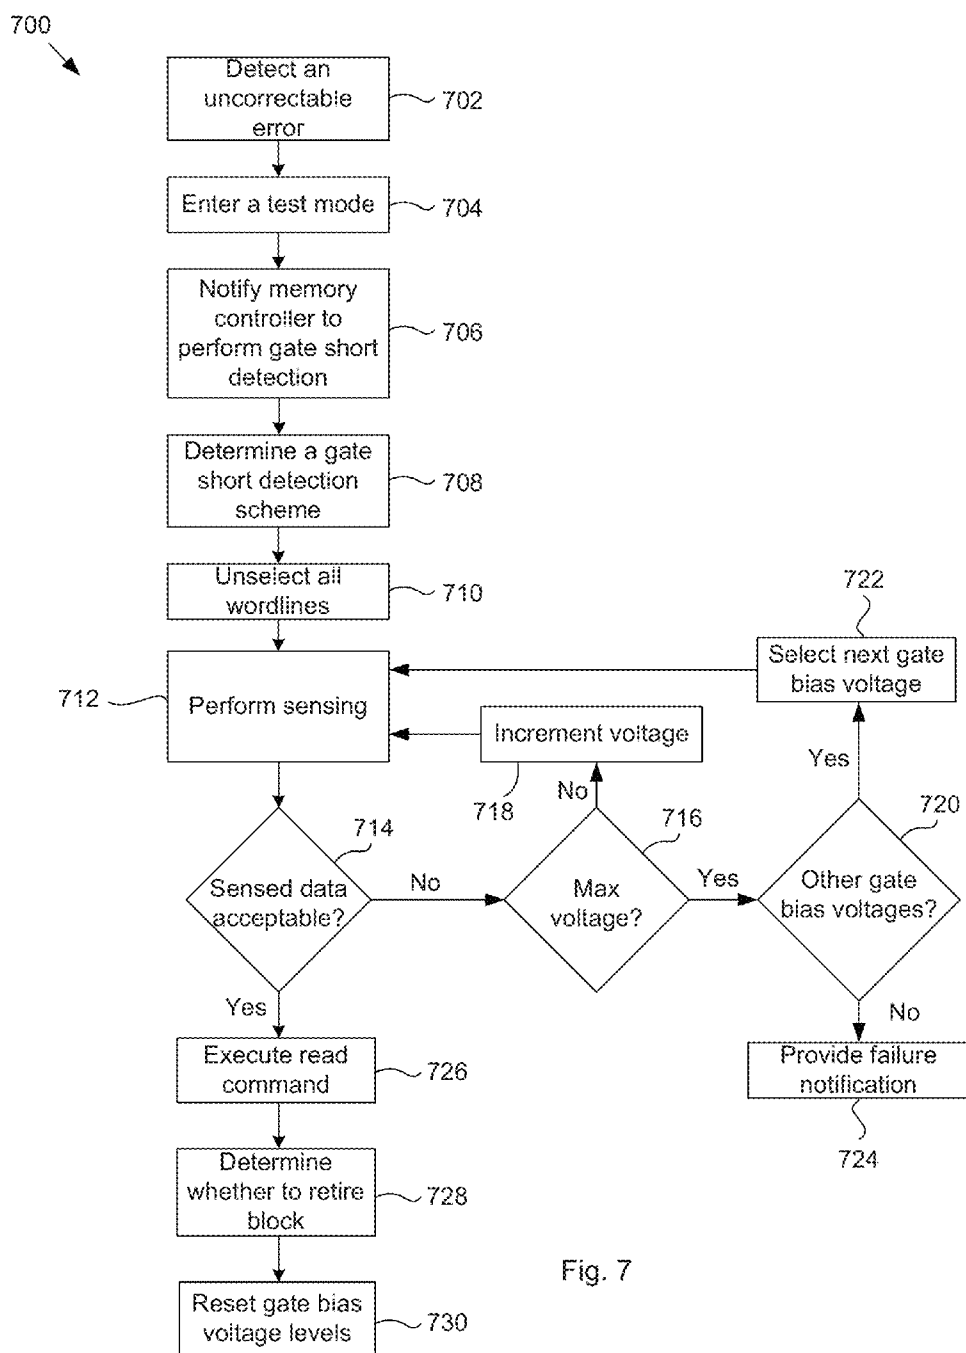 700
Detect an
uncorrectable
error
702
Enter a test mode
704
Notify memory
controller to
perform gate short
detection
706
Determine a gate
short detection
scheme
708
Unselect all
wordlines
710
722
Select next gate
bias voltage
712
Perform sensing
Increment voltage
718
No
Yes
714
716
720
Sensed data
acceptable?
No
Max
voltage?
Yes
Other gate
bias voltages?
Yes
No
Execute read
command
726
Provide failure
notification
724
Determine
whether to retire
block
728
Fig. 7
Reset gate bias
voltage levels
730